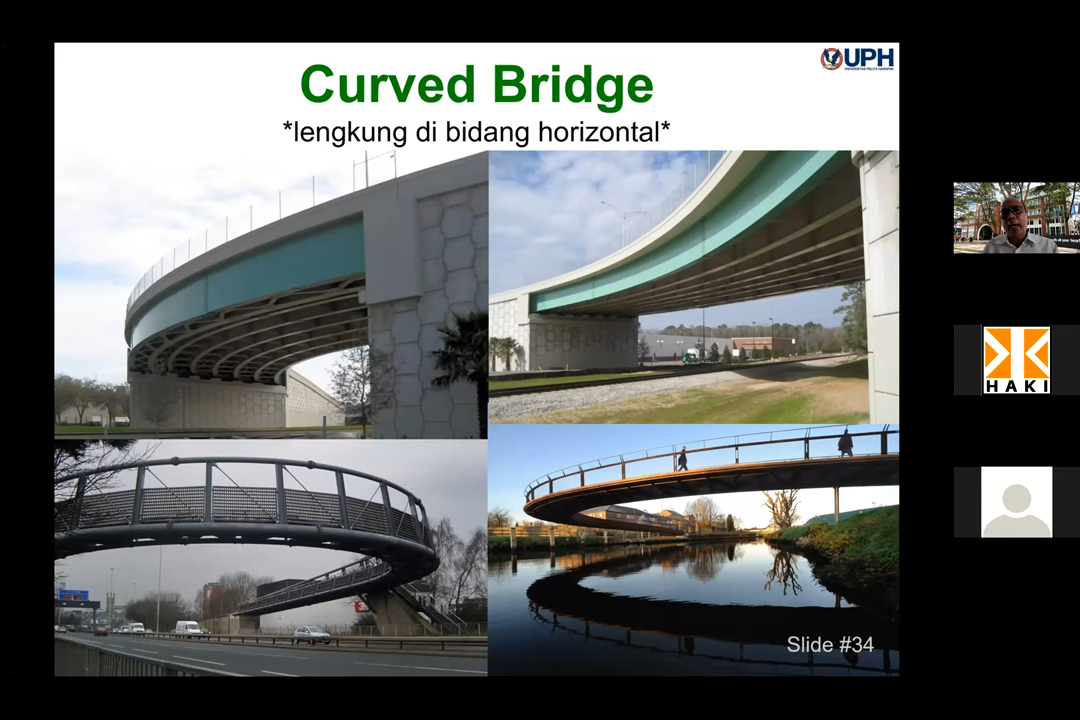 Curved Bridge
*lengkung di bidang horizontal*
UPH
UNIVERSITAS PELITA HARAPAN
Slide #34
HAKI